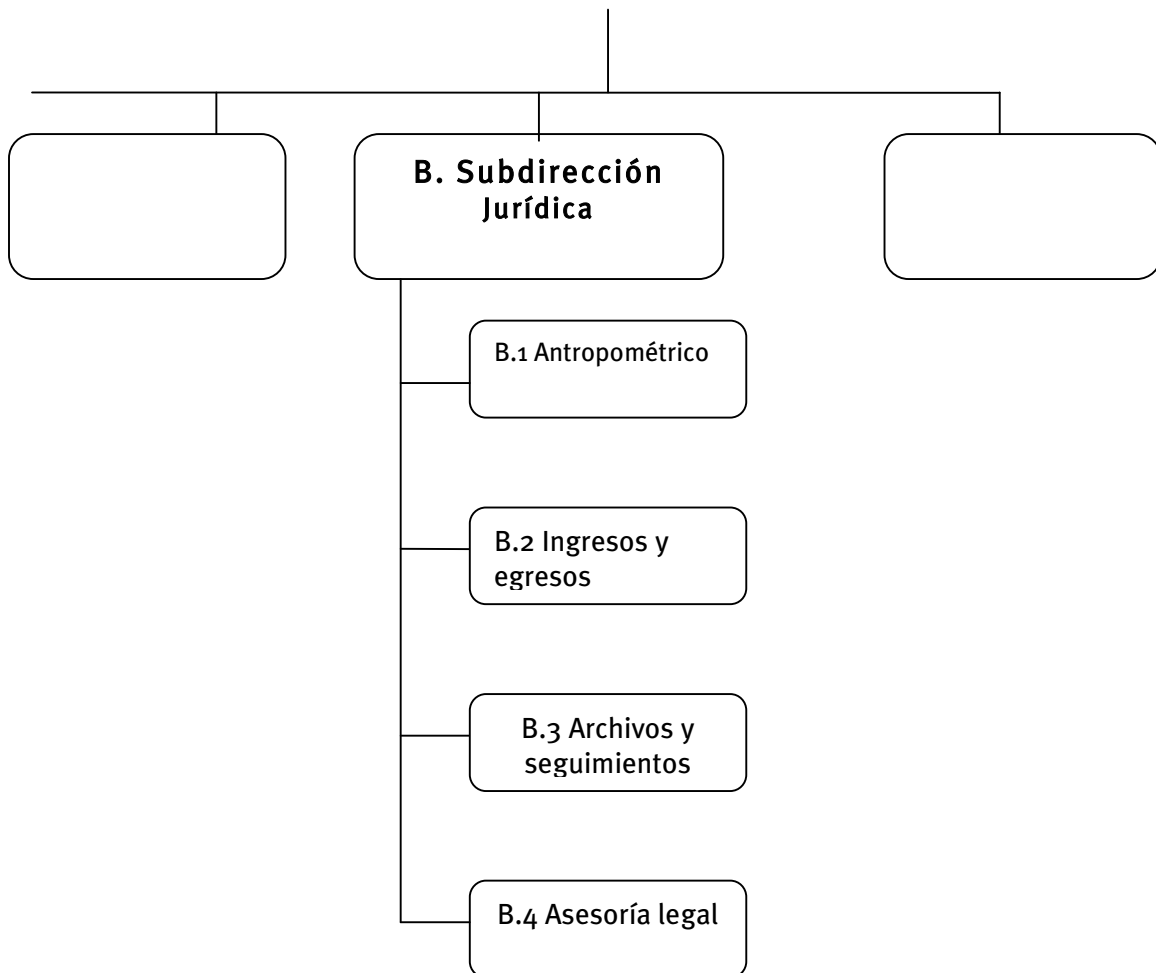 B. Subdirección
Jurídica
B.1 Antropométrico
B.2 Ingresos y
egresos
B.3 Archivos y
seguimientos
B.4 Asesoría legal